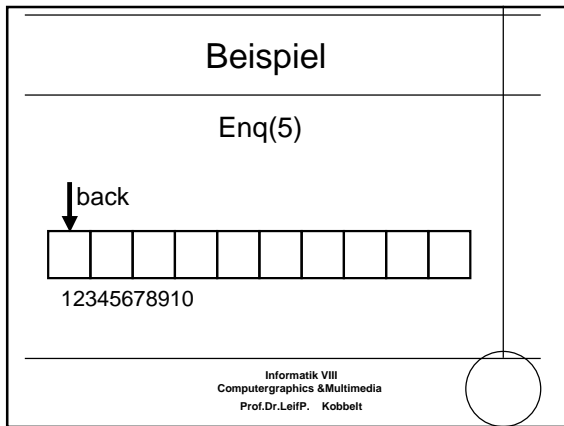 Beispiel
Enq(5)
back
12345678910
Informatik VIII
Computergraphics &Multimedia
Prof.Dr.LeifP. Kobbelt